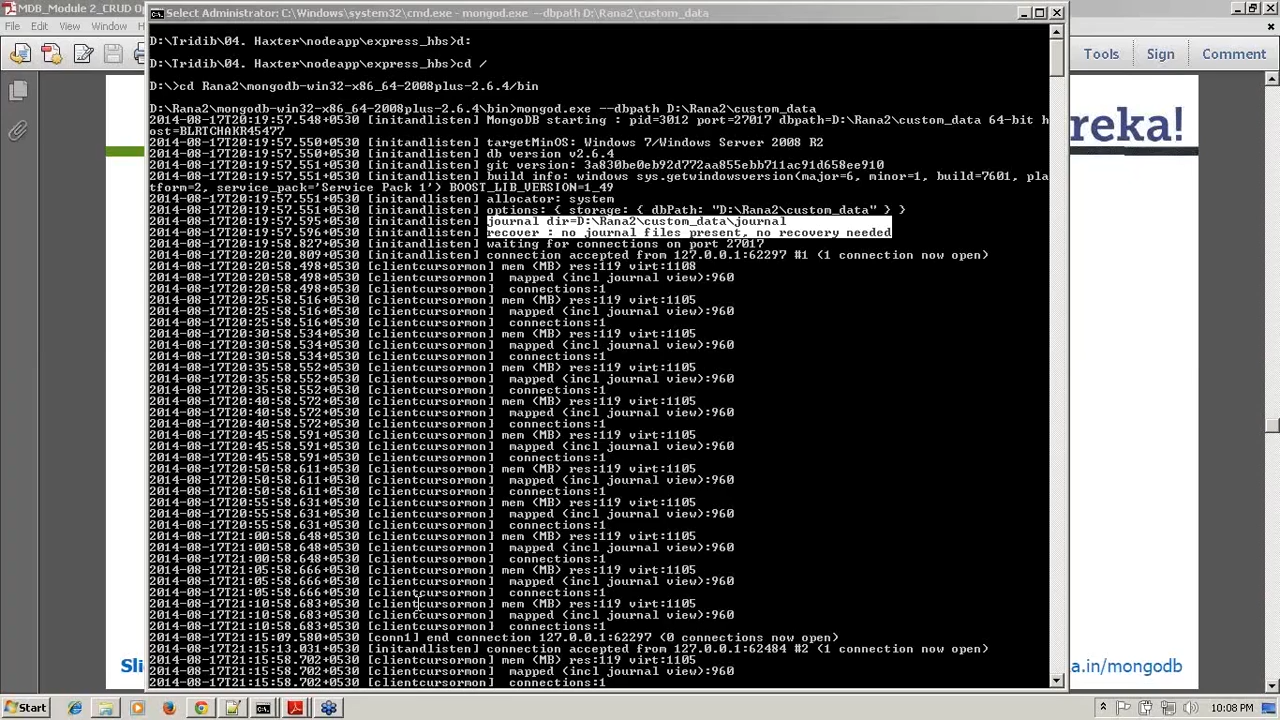 MDB_Module 2_CRUD O
Select Administrator: C:\Windows\system32\cmd.exe - mongod.exe --dbpath D:\Rana2\custom_data
File Edit View Window
Tools Sign Comment
D:\Tridib\04. Haxter\nodeapp\express_hbs>d:
D:\Tridib\04. Haxter\nodeapp\express_hbs>cd /
D:\>cd Rana2\mongodb-win32-x86_64-2008plus-2.6.4/bin
D:\Rana2\mongodb-win32-x86_64-2008plus-2.6.4\bin>mongod.exe --dbpath D:\Rana2\custom_data
2014-08-17T20:19:57.548+0530 [initandlisten] MongoDB starting : pid=3012 port=27017 dbpath=D:\Rana2\custom_data 64-bit h
ost=BLRTCHAKR45477
2014-08-17T20:19:57.550+0530 [initandlisten] targetMinOS: Windows 7/Windows Server 2008 R2
2014-08-17T20:19:57.550+0530 [initandlisten] db version v2.6.4
2014-08-17T20:19:57.550+0530 [initandlisten] git version: 3a830be0eb92d772aa855ebb711ac91d658ee910
2014-08-17T20:19:57.551+0530 [initandlisten] build info: windows sys.getwindowsversion(major=6, minor=1, build=7601, pla
tform=2, service_pack='Service Pack 1') BOOST_LIB_VERSION=1_49
2014-08-17T20:19:57.551+0530 [initandlisten] allocator: system
2014-08-17T20:19:57.551+0530 [initandlisten] options: { storage: { dbPath: "D:\Rana2\custom_data" } }
2014-08-17T20:19:57.595+0530 [initandlisten] journal dir=D:\Rana2\custom_data\journal
2014-08-17T20:19:57.596+0530 [initandlisten] recover : no journal files present, no recovery needed
2014-08-17T20:19:58.827+0530 [initandlisten] waiting for connections on port 27017
2014-08-17T20:20:20.809+0530 [initandlisten] connection accepted from 127.0.0.1:62297 #1 (1 connection now open)
2014-08-17T20:20:58.498+0530 [clientcursormon] mem (MB) res:119 virt:1108
2014-08-17T20:20:58.498+0530 [clientcursormon]  mapped (incl journal view):960
2014-08-17T20:20:58.498+0530 [clientcursormon]  connections:1
2014-08-17T20:25:58.516+0530 [clientcursormon] mem (MB) res:119 virt:1105
2014-08-17T20:25:58.516+0530 [clientcursormon]  mapped (incl journal view):960
2014-08-17T20:25:58.516+0530 [clientcursormon]  connections:1
2014-08-17T20:30:58.534+0530 [clientcursormon] mem (MB) res:119 virt:1105
2014-08-17T20:30:58.534+0530 [clientcursormon]  mapped (incl journal view):960
2014-08-17T20:30:58.534+0530 [clientcursormon]  connections:1
2014-08-17T20:35:58.552+0530 [clientcursormon] mem (MB) res:119 virt:1105
2014-08-17T20:35:58.552+0530 [clientcursormon]  mapped (incl journal view):960
2014-08-17T20:35:58.552+0530 [clientcursormon]  connections:1
2014-08-17T20:40:58.572+0530 [clientcursormon] mem (MB) res:119 virt:1105
2014-08-17T20:40:58.572+0530 [clientcursormon]  mapped (incl journal view):960
2014-08-17T20:40:58.572+0530 [clientcursormon]  connections:1
2014-08-17T20:45:58.591+0530 [clientcursormon] mem (MB) res:119 virt:1105
2014-08-17T20:45:58.591+0530 [clientcursormon]  mapped (incl journal view):960
2014-08-17T20:45:58.591+0530 [clientcursormon]  connections:1
2014-08-17T20:50:58.611+0530 [clientcursormon] mem (MB) res:119 virt:1105
2014-08-17T20:50:58.611+0530 [clientcursormon]  mapped (incl journal view):960
2014-08-17T20:50:58.611+0530 [clientcursormon]  connections:1
2014-08-17T20:55:58.631+0530 [clientcursormon] mem (MB) res:119 virt:1105
2014-08-17T20:55:58.631+0530 [clientcursormon]  mapped (incl journal view):960
2014-08-17T20:55:58.631+0530 [clientcursormon]  connections:1
2014-08-17T21:00:58.648+0530 [clientcursormon] mem (MB) res:119 virt:1105
2014-08-17T21:00:58.648+0530 [clientcursormon]  mapped (incl journal view):960
2014-08-17T21:00:58.648+0530 [clientcursormon]  connections:1
2014-08-17T21:05:58.666+0530 [clientcursormon] mem (MB) res:119 virt:1105
2014-08-17T21:05:58.666+0530 [clientcursormon]  mapped (incl journal view):960
2014-08-17T21:05:58.666+0530 [clientcursormon]  connections:1
2014-08-17T21:10:58.683+0530 [clientcursormon] mem (MB) res:119 virt:1105
2014-08-17T21:10:58.683+0530 [clientcursormon]  mapped (incl journal view):960
2014-08-17T21:10:58.683+0530 [clientcursormon]  connections:1
2014-08-17T21:15:09.580+0530 [conn1] end connection 127.0.0.1:62297 (0 connections now open)
2014-08-17T21:15:13.031+0530 [initandlisten] connection accepted from 127.0.0.1:62484 #2 (1 connection now open)
2014-08-17T21:15:58.702+0530 [clientcursormon] mem (MB) res:119 virt:1105
2014-08-17T21:15:58.702+0530 [clientcursormon]  mapped (incl journal view):960
2014-08-17T21:15:58.702+0530 [clientcursormon]  connections:1
reka!
Sli
a.in/mongodb
Start
10:08 PM